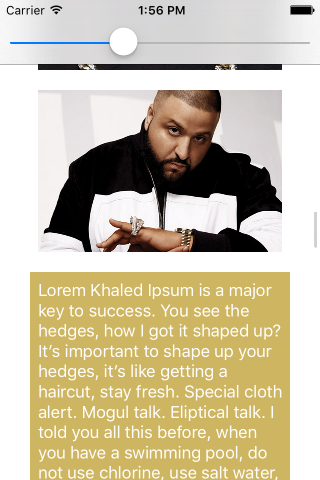 Carrier 1:56 PM
Lorem Khaled Ipsum is a major
key to success. You see the
hedges, how I got it shaped up?
It's important to shape up your
hedges, it's like getting a
haircut, stay fresh. Special cloth
alert. Mogul talk. Eliptical talk. I
told you all this before, when
you have a swimming pool, do
not use chlorine, use salt water,